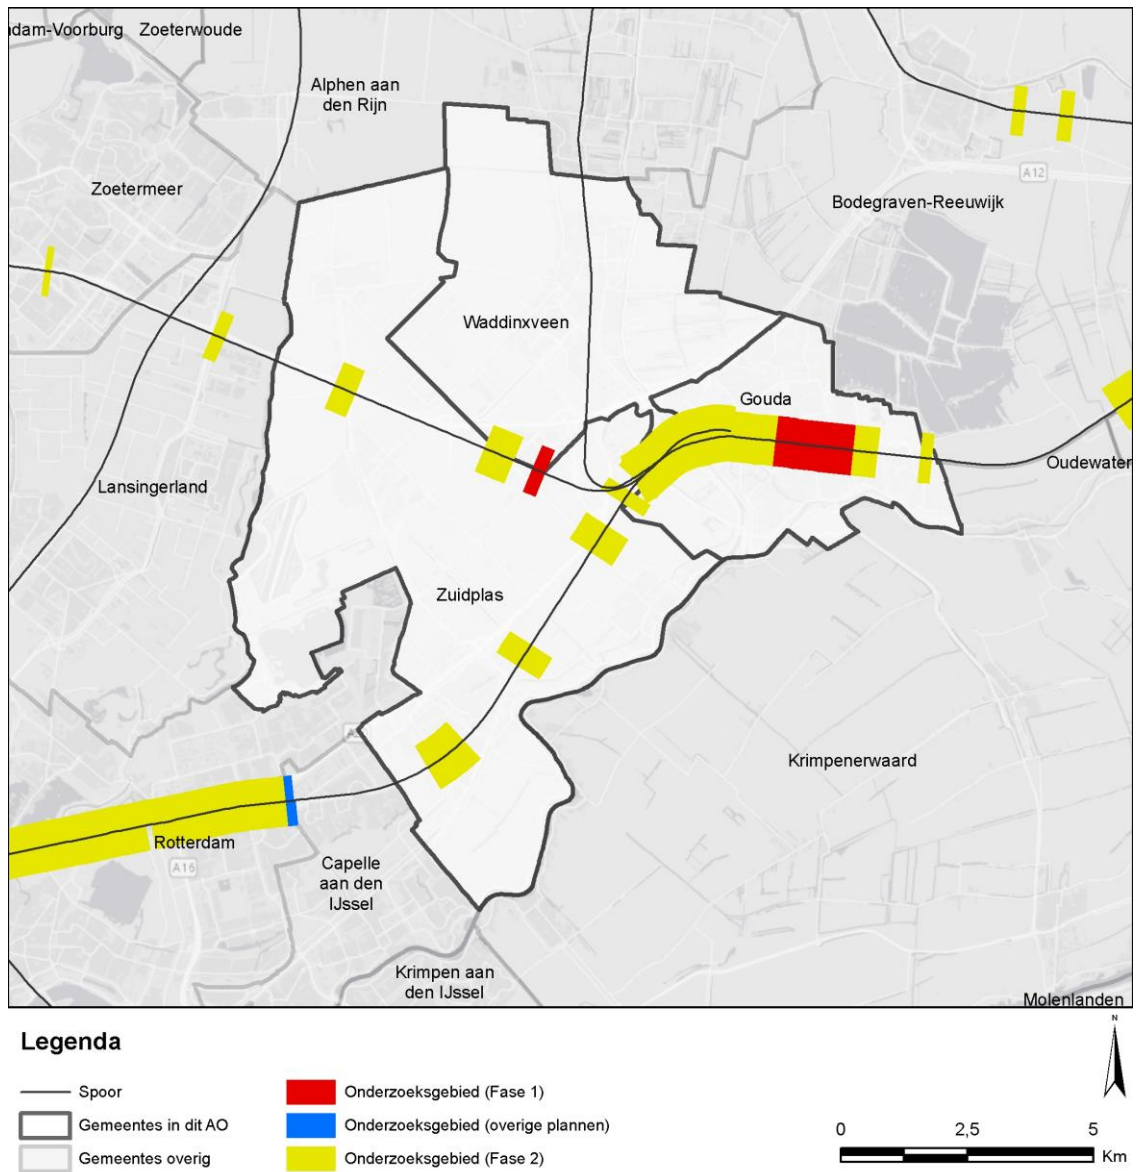 dam-Voorburg Zoeterwoude
Alphen aan
den Rijn
Zoetermeer
A12
Bodegraven-Reeuwijk
Waddinxveen
Gouda
Oudewater
Lansingerland
Zuidplas
Krimpenerwaard
Rotterdam
A16
Capelle
aan den
IJssel
Krimpen aan
den IJssel
Molenlanden
Legenda
N
Spoor
Gemeentes in dit AO
Gemeentes overig
Onderzoeksgebied (Fase 1)
Onderzoeksgebied (overige plannen)
Onderzoeksgebied (Fase 2)
0 2,5 5
Km